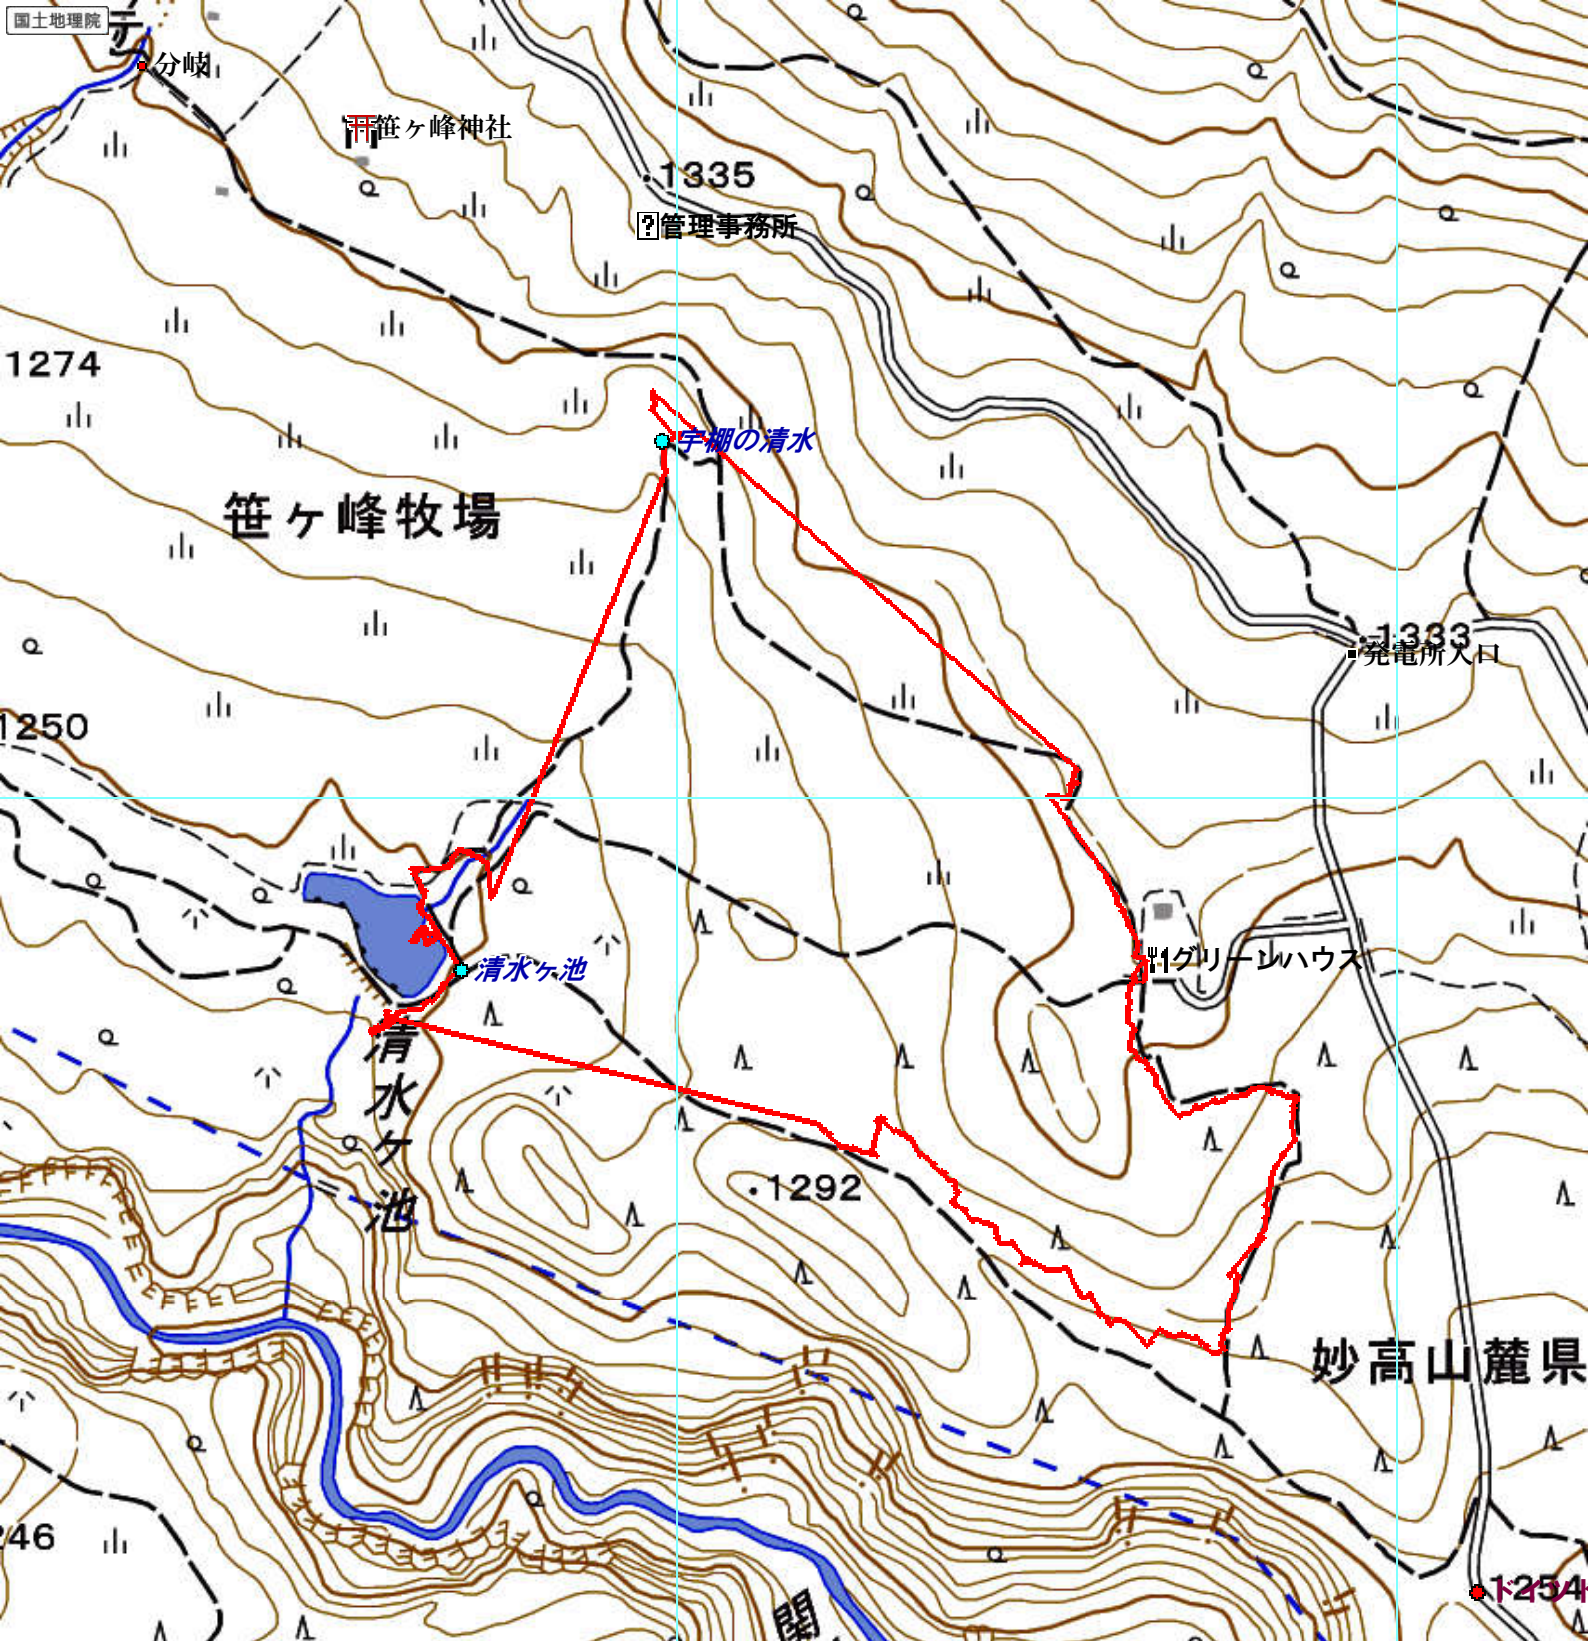 国土地理院
分岐
笹ヶ峰神社
1335
管理事務所
1274
宇棚の清水
笹ヶ峰牧場
1333
発電所入口
1250
グリーンハウス
清水ヶ池
清水ヶ池
1292
妙高山麓県
246
1254
関